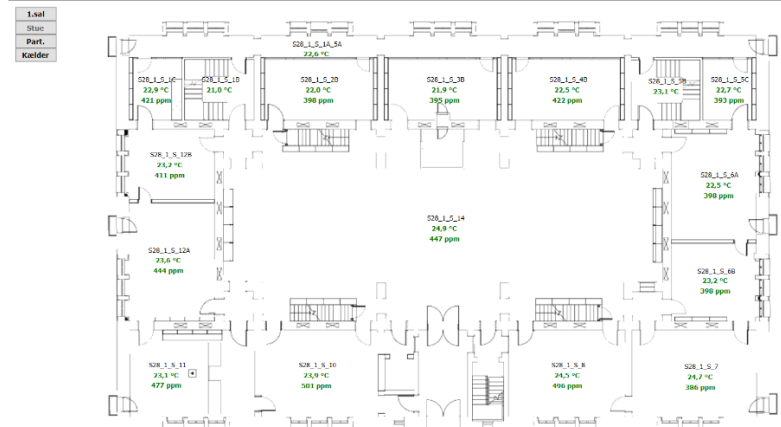 1.sal
Stue
Part.
Kælder
S28_1_S_1A_5A
22,6 °C
S28_1_S_1C
22,9 °C
421 ppm
S28_1_S_1B
21,0 °C
S28_1_S_2B
22,0 °C
398 ppm
S28_1_S_3B
21,9 °C
395 ppm
S28_1_S_4B
22,5 °C
422 ppm
S28_1_S_5B
23,1 °C
S28_1_S_5C
22,7 °C
393 ppm
S28_1_S_12B
23,2 °C
411 ppm
S28_1_S_6A
22,5 °C
398 ppm
S28_1_S_14
24,9 °C
447 ppm
S28_1_S_12A
23,6 °C
444 ppm
S28_1_S_6B
23,2 °C
398 ppm
S28_1_S_11
23,1 °C
477 ppm
S28_1_S_10
23,9 °C
501 ppm
S28_1_S_8
24,5 °C
496 ppm
S28_1_S_7
24,7 °C
386 ppm